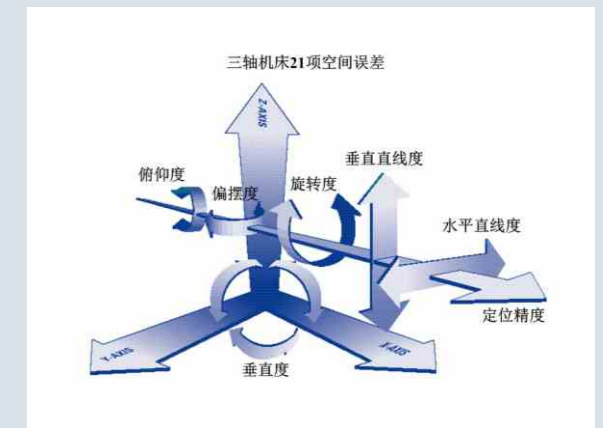 三轴机床21项空间误差
Z-AXIS
垂直直线度
俯仰度
偏摆度
旋转度
水平直线度
定位精度
Y-AXIS
X-AXIS
垂直度